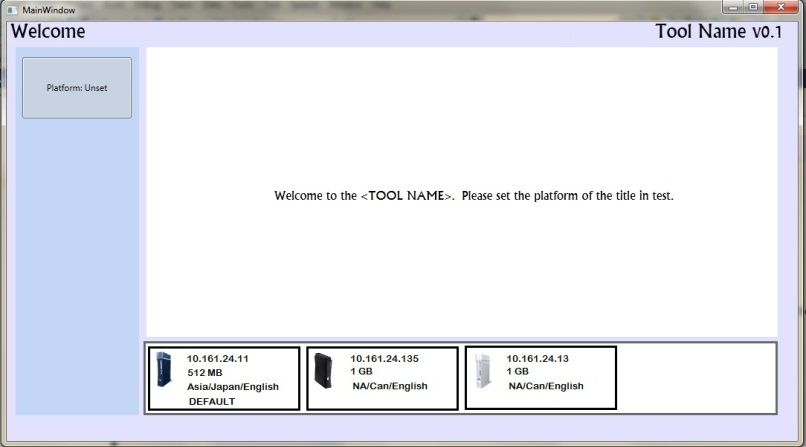 MainWindow
Welcome
Tool Name v0.1
Platform: Unset
Welcome to the <TOOL NAME>. Please set the platform of the title in test.
10.161.24.11
512 MB
Asia/Japan/English
DEFAULT
10.161.24.135
1 GB
NA/Can/English
10.161.24.13
1 GB
NA/Can/English